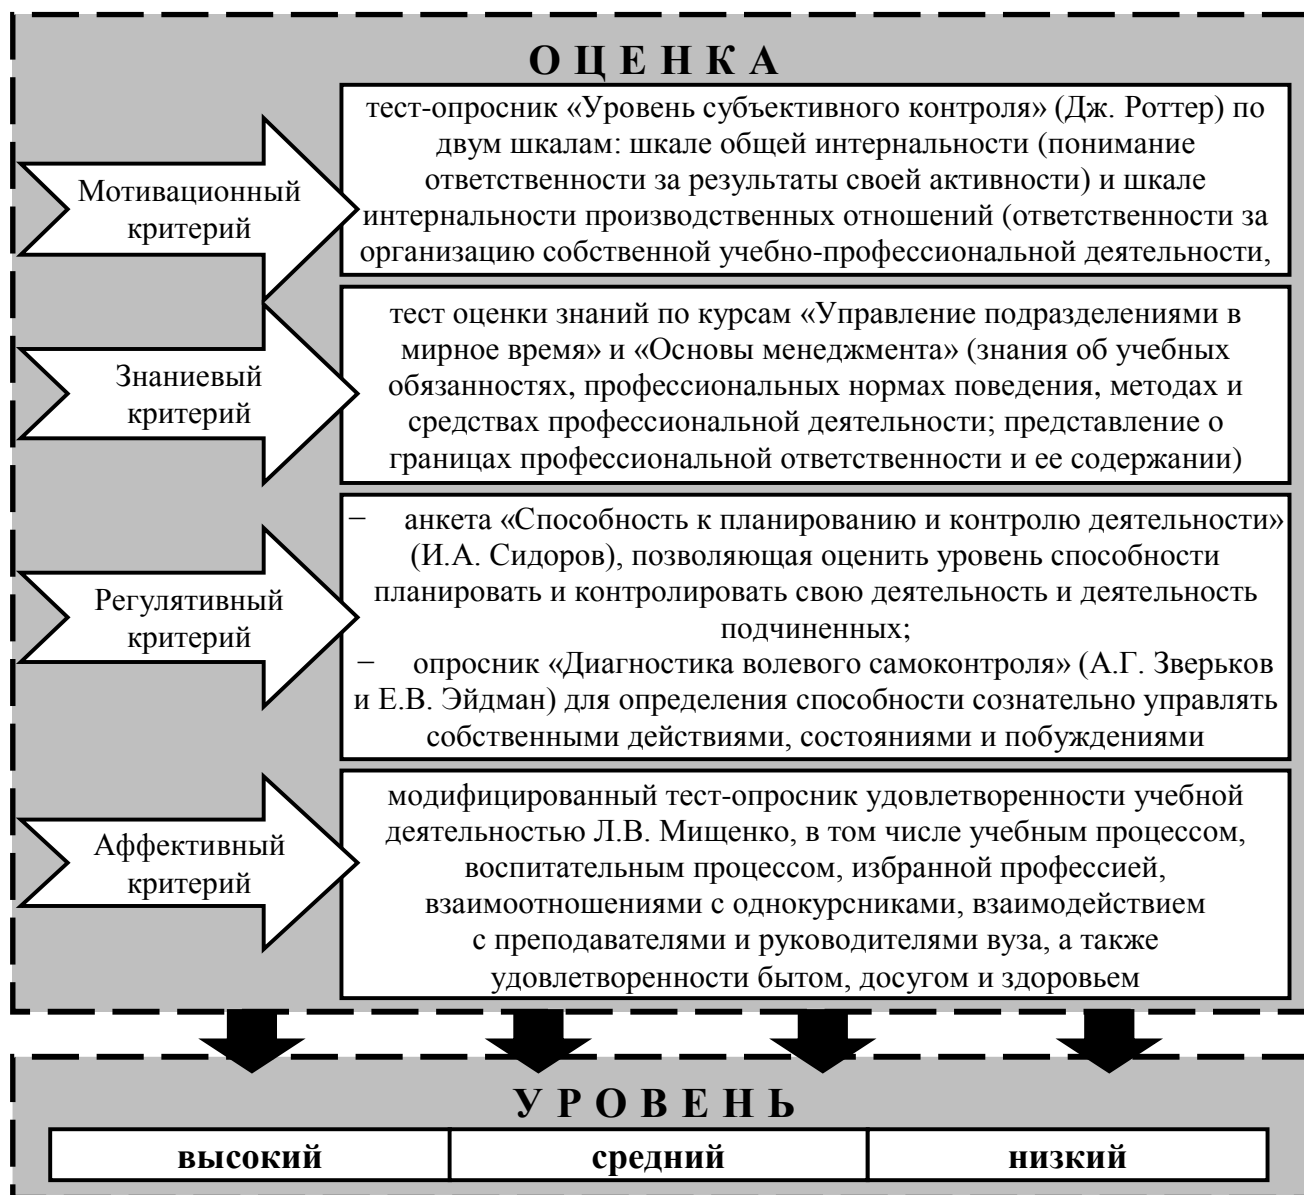 ОЦЕНКА
Мотивационный
критерий
тест-опросник «Уровень субъективного контроля» (Дж. Роттер) по
двум шкалам: шкале общей интернальности (понимание
ответственности за результаты своей активности) и шкале
интернальности производственных отношений (ответственности за
организацию собственной учебно-профессиональной деятельности,
Знаниевый
критерий
тест оценки знаний по курсам «Управление подразделениями в
мирное время» и «Основы менеджмента» (знания об учебных
обязанностях, профессиональных нормах поведения, методах и
средствах профессиональной деятельности; представление о
границах профессиональной ответственности и ее содержании)
Регулятивный
критерий
– анкета «Способность к планированию и контролю деятельности»
(И.А. Сидоров), позволяющая оценить уровень способности
планировать и контролировать свою деятельность и деятельность
подчиненных;
– опросник «Диагностика волевого самоконтроля» (А.Г. Зверьков
и Е.В. Эйдман) для определения способности сознательно управлять
собственными действиями, состояниями и побуждениями
Аффективный
критерий
модифицированный тест-опросник удовлетворенности учебной
деятельностью Л.В. Мищенко, в том числе учебным процессом,
воспитательным процессом, избранной профессией,
взаимоотношениями с однокурсниками, взаимодействием
с преподавателями и руководителями вуза, а также
удовлетворенности бытом, досугом и здоровьем
УРОВЕНЬ
высокий средний низкий